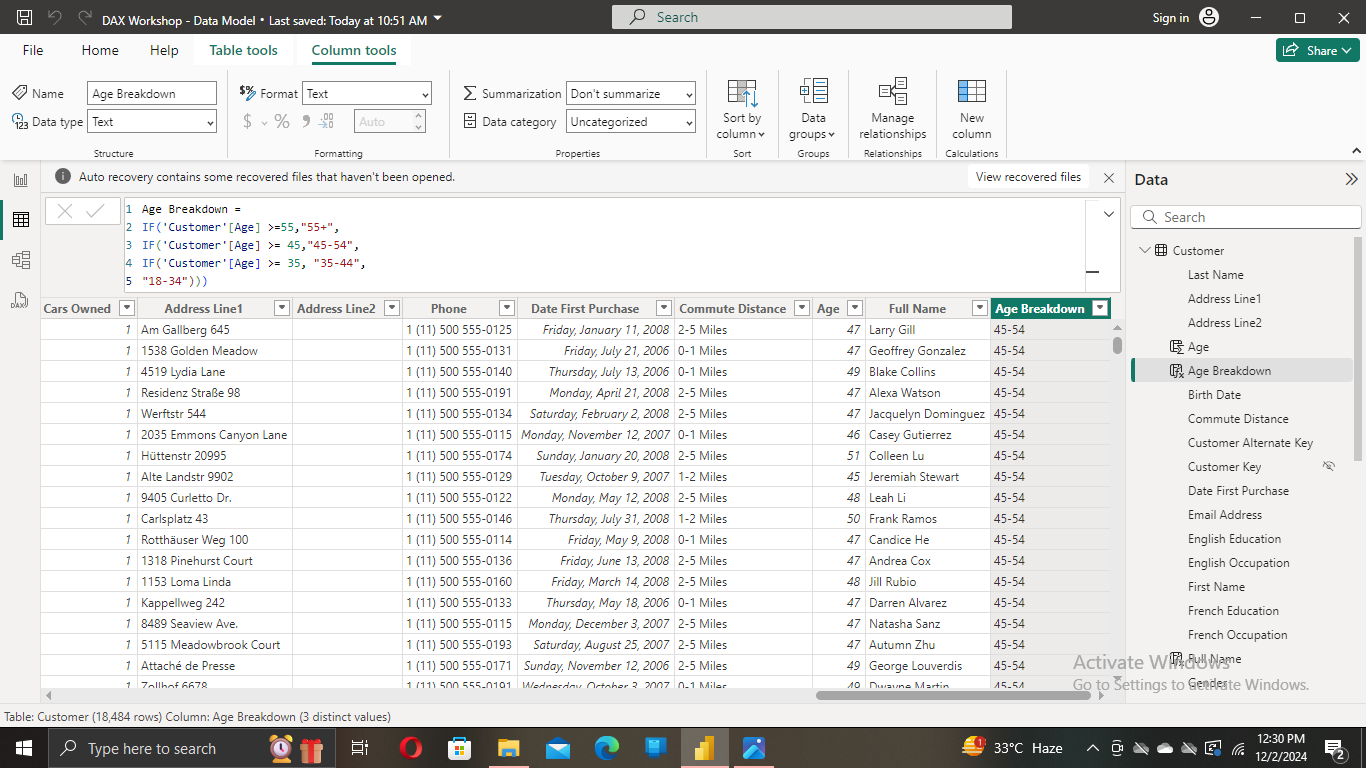 DAX Workshop - Data Model • Last saved: Today at 10:51 AM
Search
Sign in
File Home Help Table tools Column tools
Share
Name Age Breakdown
Data type Text
Structure
$% Format Text
$ % 9 .00 Auto
Formatting
Summarization Don't summarize
Data category Uncategorized
Properties
Sort by column
Sort
Data groups
Groups
Manage relationships
Relationships
New column
Calculations
Auto recovery contains some recovered files that haven't been opened.
View recovered files
1 Age Breakdown =
2 IF('Customer'[Age] >=55,"55+",
3 IF('Customer'[Age] >= 45,"45-54",
4 IF('Customer'[Age] >= 35, "35-44",
5 "18-34")))
Cars Owned Address Line1 Address Line2 Phone Date First Purchase Commute Distance Age Full Name Age Breakdown
1 Am Gallberg 645 1 (11) 500 555-0125 Friday, January 11, 2008 2-5 Miles 47 Larry Gill 45-54
1 1538 Golden Meadow 1 (11) 500 555-0131 Friday, July 21, 2006 0-1 Miles 47 Geoffrey Gonzalez 45-54
1 4519 Lydia Lane 1 (11) 500 555-0140 Thursday, July 13, 2006 0-1 Miles 49 Blake Collins 45-54
1 Residenz Straße 98 1 (11) 500 555-0191 Monday, April 21, 2008 2-5 Miles 47 Alexa Watson 45-54
1 Werftstr 544 1 (11) 500 555-0134 Saturday, February 2, 2008 2-5 Miles 47 Jacquelyn Dominguez 45-54
1 2035 Emmons Canyon Lane 1 (11) 500 555-0115 Monday, November 12, 2007 0-1 Miles 46 Casey Gutierrez 45-54
1 Hüttenstr 20995 1 (11) 500 555-0174 Sunday, January 20, 2008 2-5 Miles 51 Colleen Lu 45-54
1 Alte Landstr 9902 1 (11) 500 555-0129 Tuesday, October 9, 2007 1-2 Miles 45 Jeremiah Stewart 45-54
1 9405 Curletto Dr. 1 (11) 500 555-0122 Monday, May 12, 2008 2-5 Miles 48 Leah Li 45-54
1 Carlsplatz 43 1 (11) 500 555-0146 Thursday, July 31, 2008 1-2 Miles 50 Frank Ramos 45-54
1 Rotthäuser Weg 100 1 (11) 500 555-0114 Friday, May 9, 2008 0-1 Miles 47 Candice He 45-54
1 1318 Pinehurst Court 1 (11) 500 555-0136 Friday, June 13, 2008 2-5 Miles 47 Andrea Cox 45-54
1 1153 Loma Linda 1 (11) 500 555-0160 Friday, March 14, 2008 2-5 Miles 48 Jill Rubio 45-54
1 Kappellweg 242 1 (11) 500 555-0133 Thursday, May 18, 2006 0-1 Miles 47 Darren Alvarez 45-54
1 8489 Seaview Ave. 1 (11) 500 555-0115 Monday, December 3, 2007 2-5 Miles 47 Natasha Sanz 45-54
1 5115 Meadowbrook Court 1 (11) 500 555-0193 Saturday, August 25, 2007 2-5 Miles 47 Autumn Zhu 45-54
1 Attaché de Presse 1 (11) 500 555-0171 Sunday, November 12, 2006 2-5 Miles 49 George Louverdis 45-54
1 Zollhof 6678 1 (11) 500 555-0191 Wednesday, October 3, 2007 0-1 Miles 49 Dwayne Martin 45-54
Data
Search
Customer
Last Name
Address Line1
Address Line2
Age
Age Breakdown
Birth Date
Commute Distance
Customer Alternate Key
Customer Key
Date First Purchase
Email Address
English Education
English Occupation
First Name
French Education
French Occupation
Full Name
Gender
Activate Windows
Go to Settings to activate Windows.
Table: Customer (18,484 rows) Column: Age Breakdown (3 distinct values)
Type here to search
1
33°C Haze
12:30 PM
12/2/2024
2